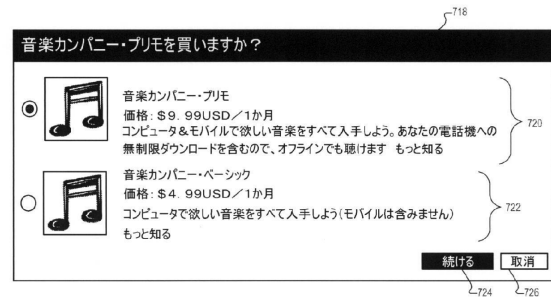 718
音楽カンパニー・プリモを買いますか？
音楽カンパニー・プリモ
価格：$9. 99USD／1か月
コンピュータ&モバイルで欲しい音楽をすべて入手しよう。あなたの電話機への
無制限ダウンロードを含むので、オフラインでも聴けます もっと知る
720
音楽カンパニー・ベーシック
価格：$4. 99USD／1か月
コンピュータで欲しい音楽をすべて入手しよう(モバイルは含みません)
もっと知る
722
続ける 取消
724 726